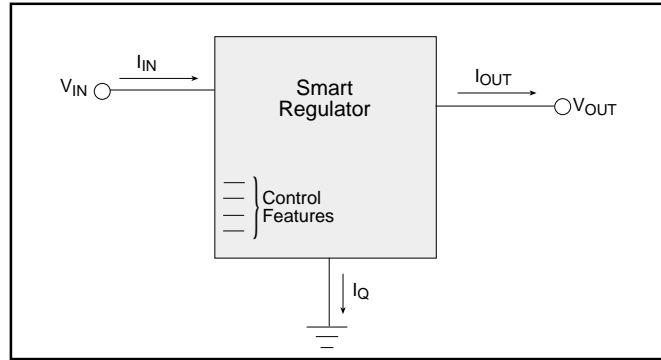 I_IN
V_IN
Smart
Regulator
I_OUT
V_OUT
Control
Features
I_Q